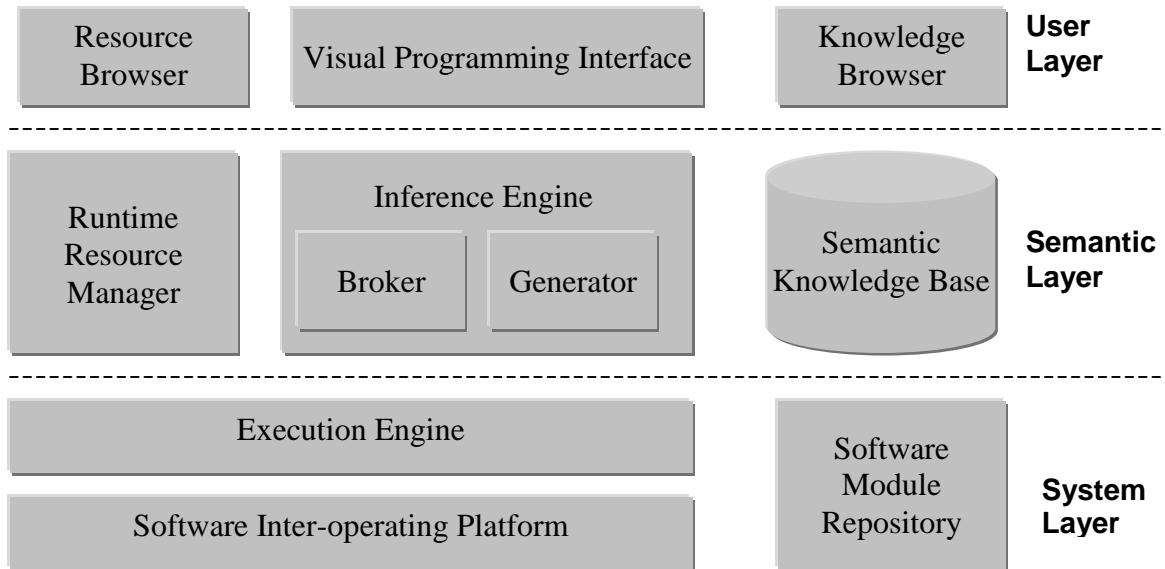 Resource
Browser
Visual Programming Interface
Knowledge
Browser
User
Layer
Runtime
Resource
Manager
Inference Engine
Broker
Generator
Semantic
Knowledge Base
Semantic
Layer
Execution Engine
Software Inter-operating Platform
Software
Module
Repository
System
Layer